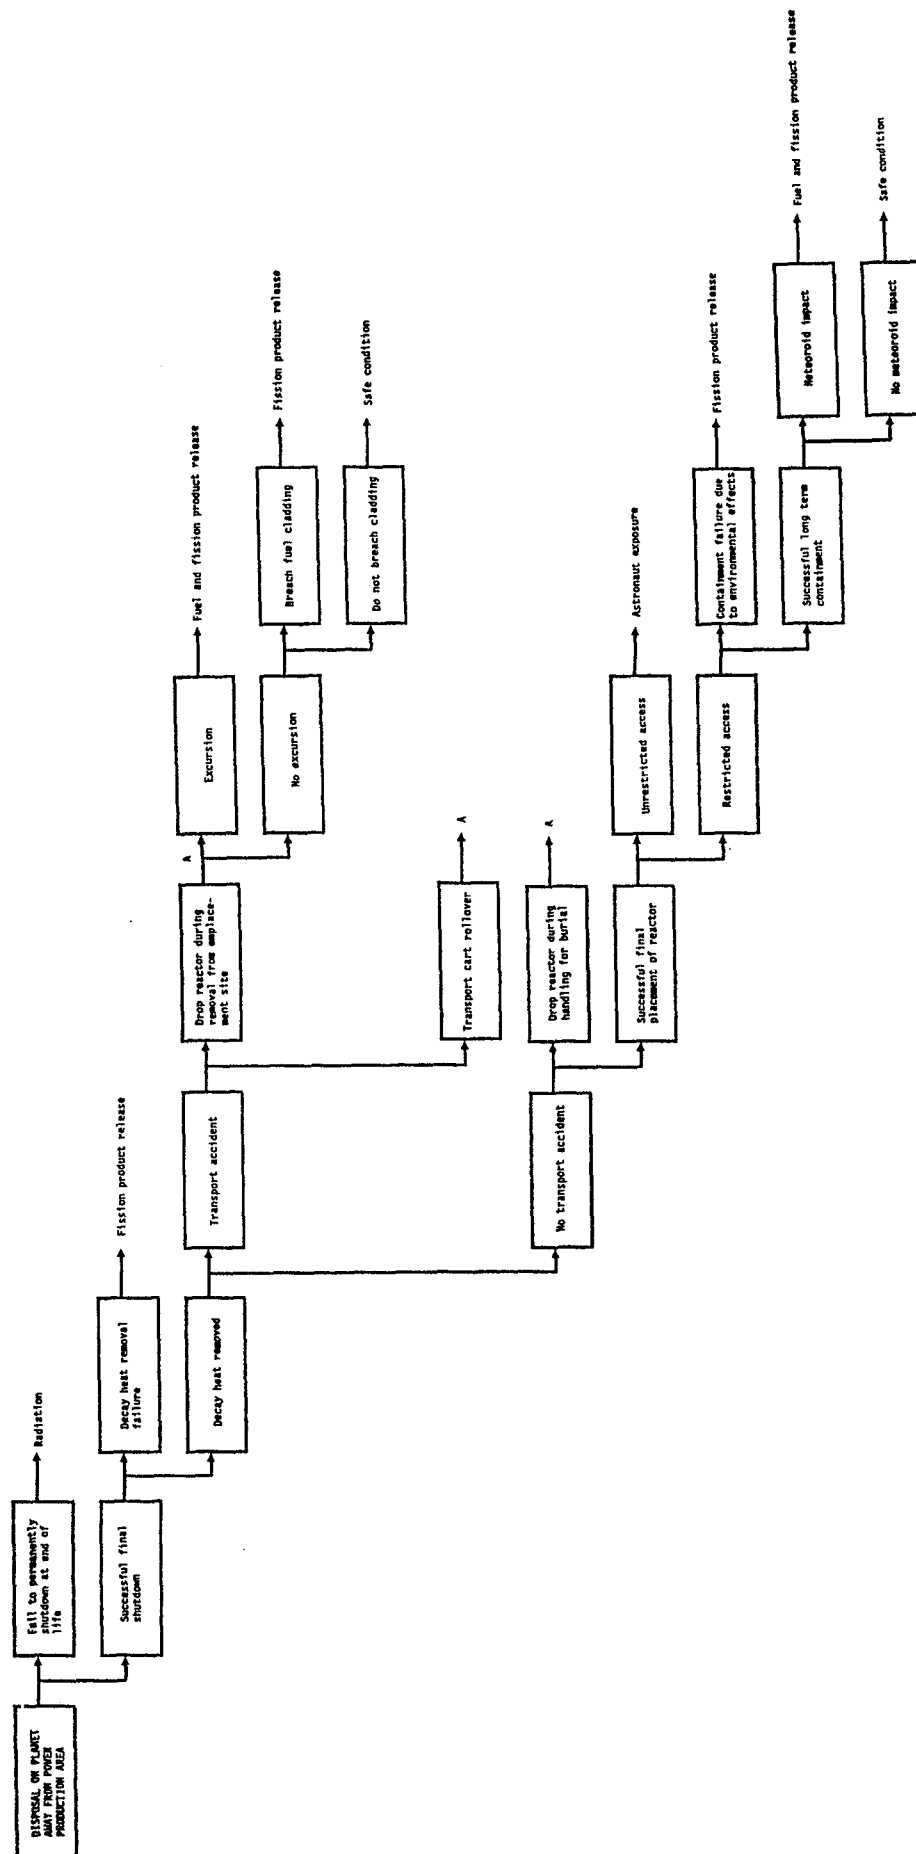 DISPOSAL ON PLANET
AWAY FROM POWER
PRODUCTION AREA
Fail to permanently
shutdown at end of
life
Radiation
Successful final
shutdown
Decay heat removal
failure
Fission product release
Decay heat removed
Transport accident
Drop reactor during
removal from emplace-
ment site
A
Excursion
Fuel and fission product release
No excursion
Breach fuel cladding
Fission product release
Do not breach cladding
Safe condition
Transport cart rollover
A
No transport accident
Drop reactor during
handling for burial
A
Successful final
placement of reactor
Unrestricted access
Astronaut exposure
Restricted access
Containment failure due
to environmental effects
Fission product release
Successful long term
containment
Meteoroid impact
Fuel and fission product release
No meteoroid impact
Safe condition